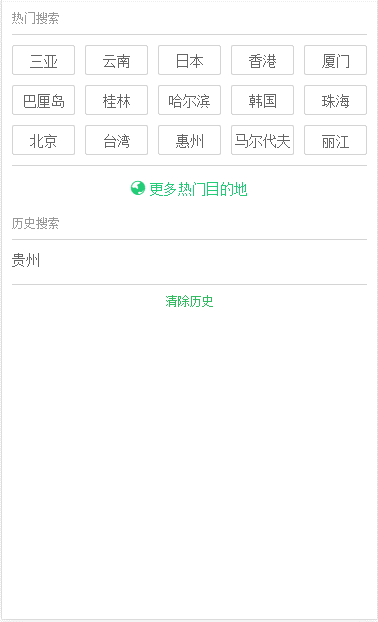 热门搜索
三亚 云南 日本 香港 厦门
巴厘岛 桂林 哈尔滨 韩国 珠海
北京 台湾 惠州 马尔代夫 丽江
更多热门目的地
历史搜索
贵州
清除历史